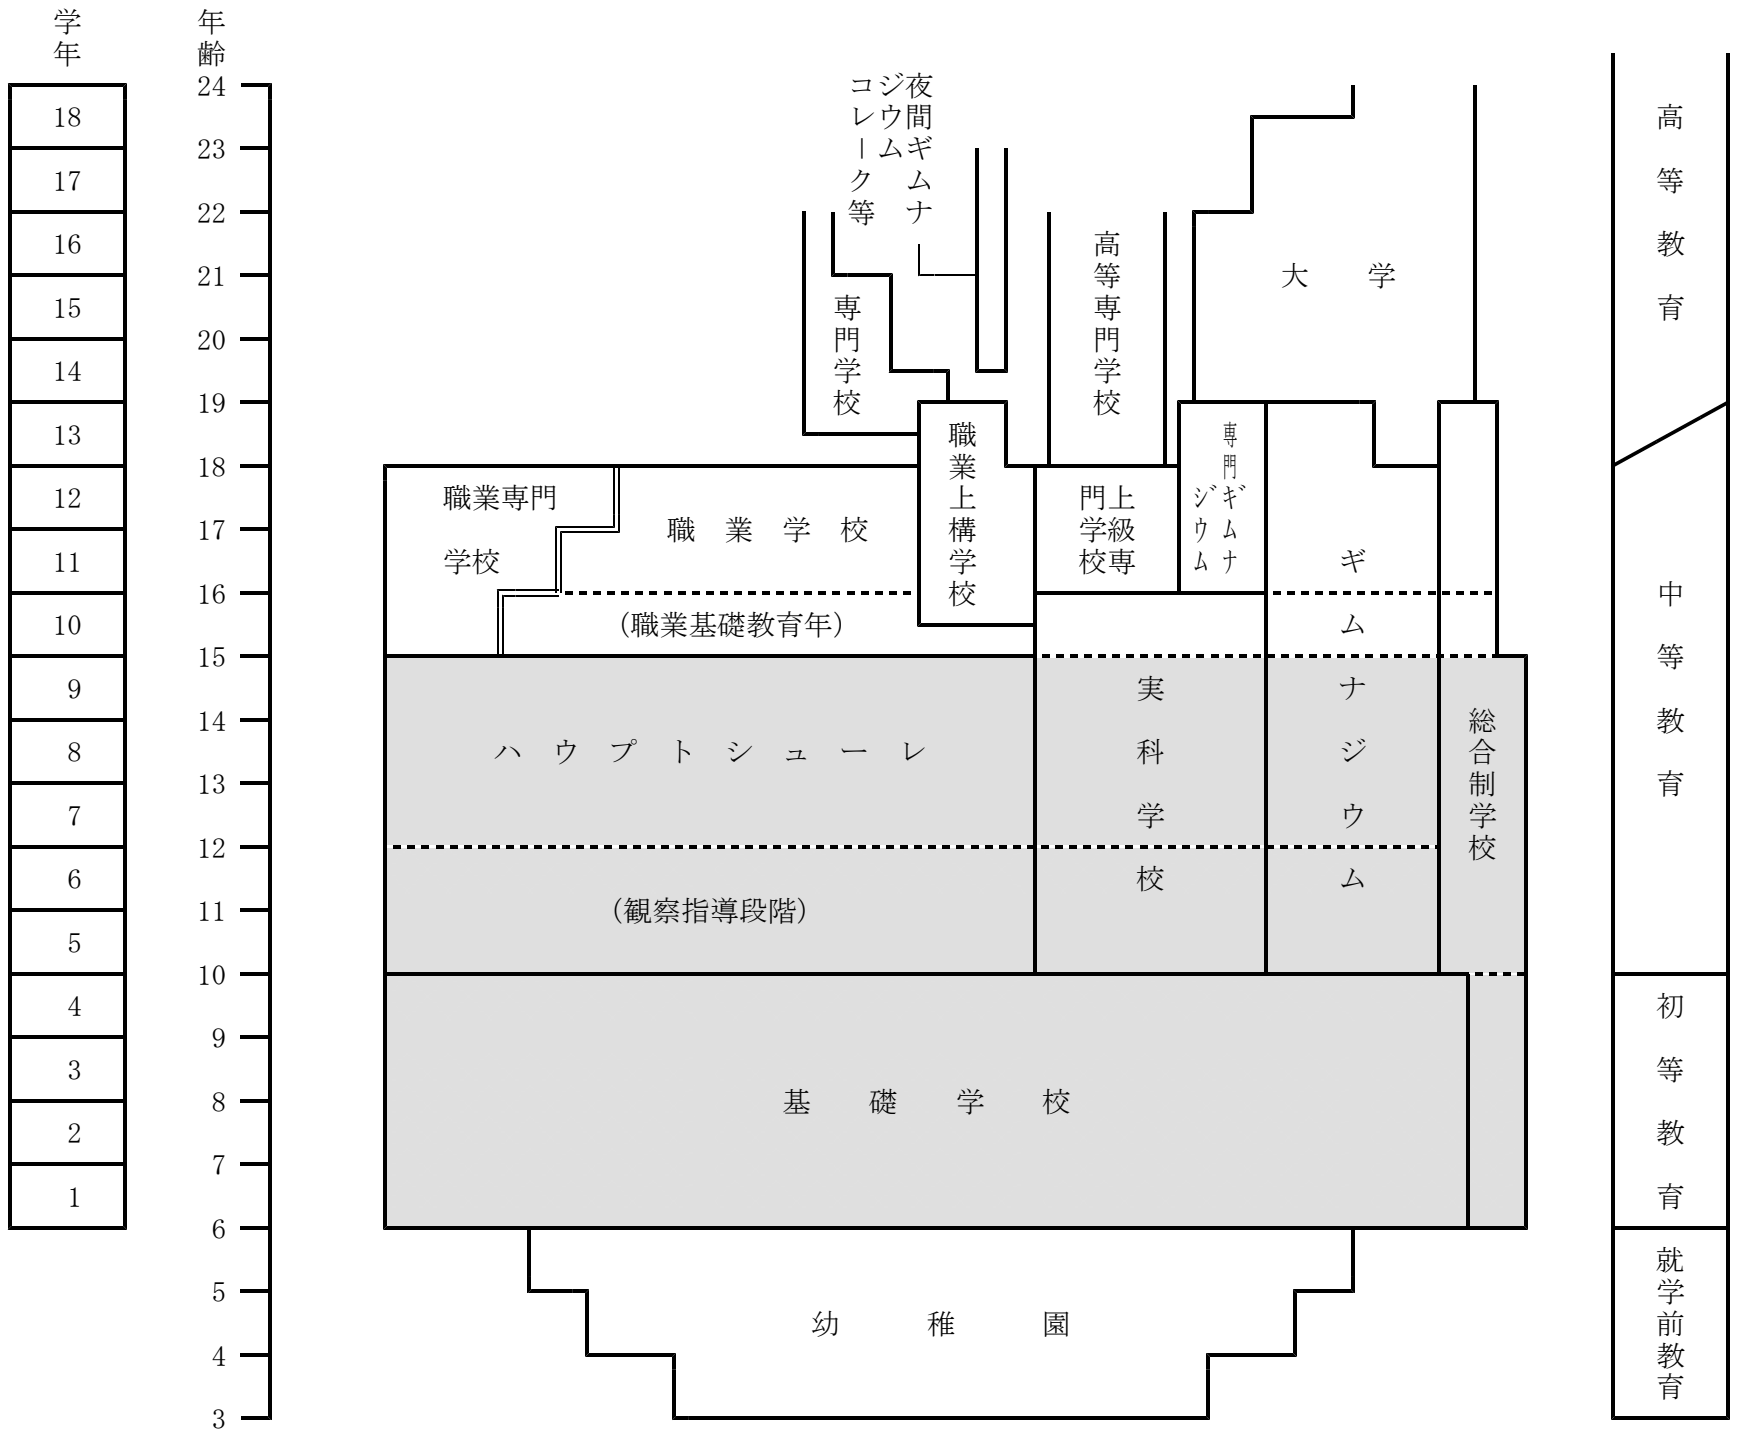 学年
18
17
16
15
14
13
12
11
10
9
8
7
6
5
4
3
2
1
年齢
24
23
22
21
20
19
18
17
16
15
14
13
12
11
10
9
8
7
6
5
4
3
夜間ギムナ
ジウム
コレーク等
専門学校
高等専門学校
大学
職業専門
学校
職業学校
(職業基礎教育年)
職業上構学校
上級専
門学校
専門ギムナ
ジウム
ギムナジウム
ハウプトシューレ
(観察指導段階)
実科学校
総合制学校
基礎学校
幼稚園
高等教育
中等教育
初等教育
就学前教育